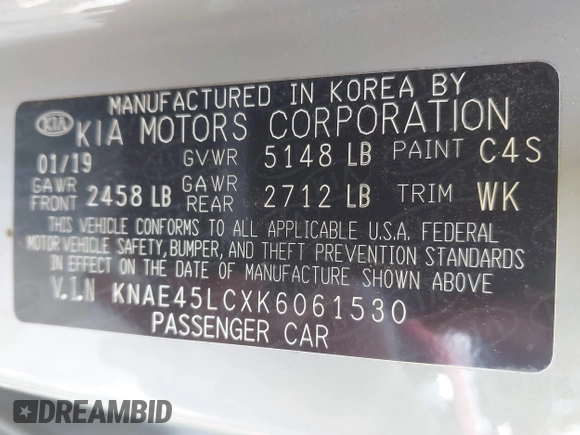 MANUFACTURED IN KOREA BY
KIA KIA MOTORS CORPORATION
01/19 GVWR 5148 LB PAINT C4S
GAWR FRONT 2458 LB GAWR REAR 2712 LB TRIM WK
THIS VEHICLE CONFORMS TO ALL APPLICABLE U.S.A. FEDERAL
MOTOR VEHICLE SAFETY, BUMPER, AND THEFT PREVENTION STANDARDS
IN EFFECT ON THE DATE OF MANUFACTURE SHOWN ABOVE
V.I.N KNAE45LCXK6061530
PASSENGER CAR
DREAMBID